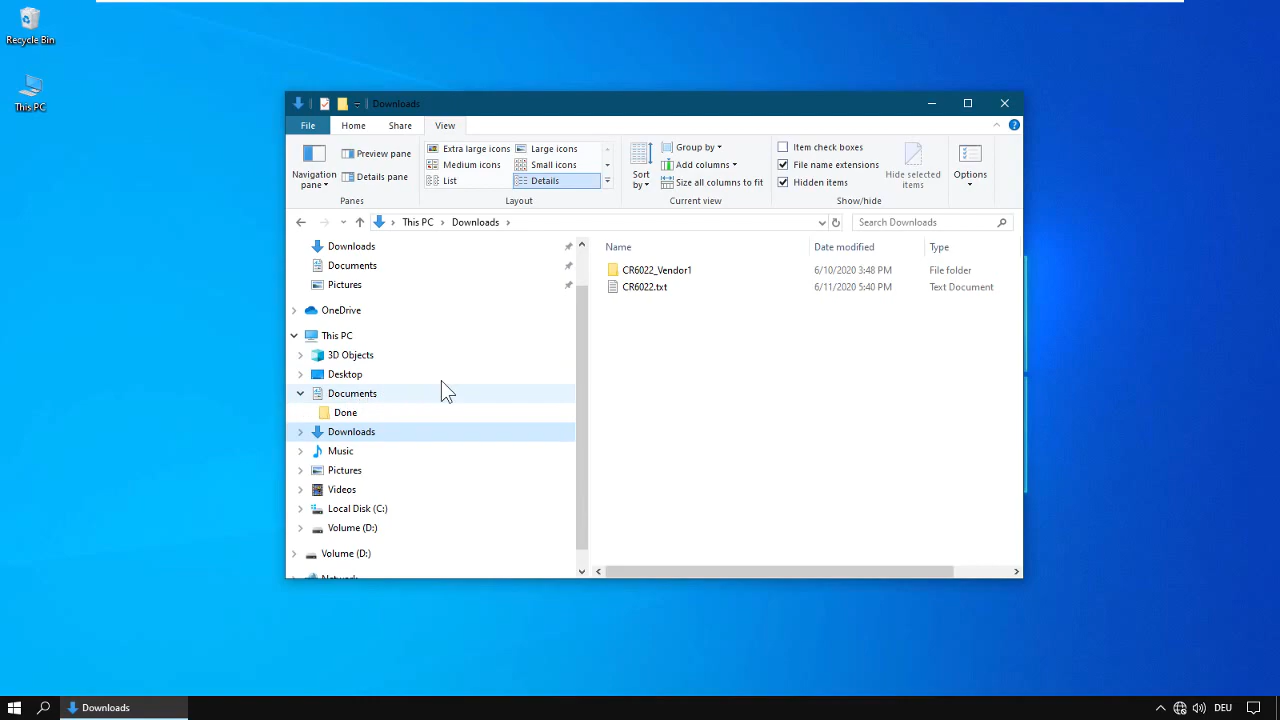 Recycle Bin
This PC
Downloads
File Home Share View
Navigation pane
Preview pane
Details pane
Panes
Extra large icons Large icons
Medium icons Small icons
List Details
Layout
Sort by
Group by
Add columns
Size all columns to fit
Current view
Item check boxes
File name extensions
Hidden items
Hide selected items
Show/hide
Options
This PC Downloads
Search Downloads
Downloads
Documents
Pictures
OneDrive
This PC
3D Objects
Desktop
Documents
Done
Downloads
Music
Pictures
Videos
Local Disk (C:)
Volume (D:)
Volume (D:)
Network
Name Date modified Type
CR6022_Vendor1 6/10/2020 3:48 PM File folder
CR6022.txt 6/11/2020 5:40 PM Text Document
Downloads
DEU